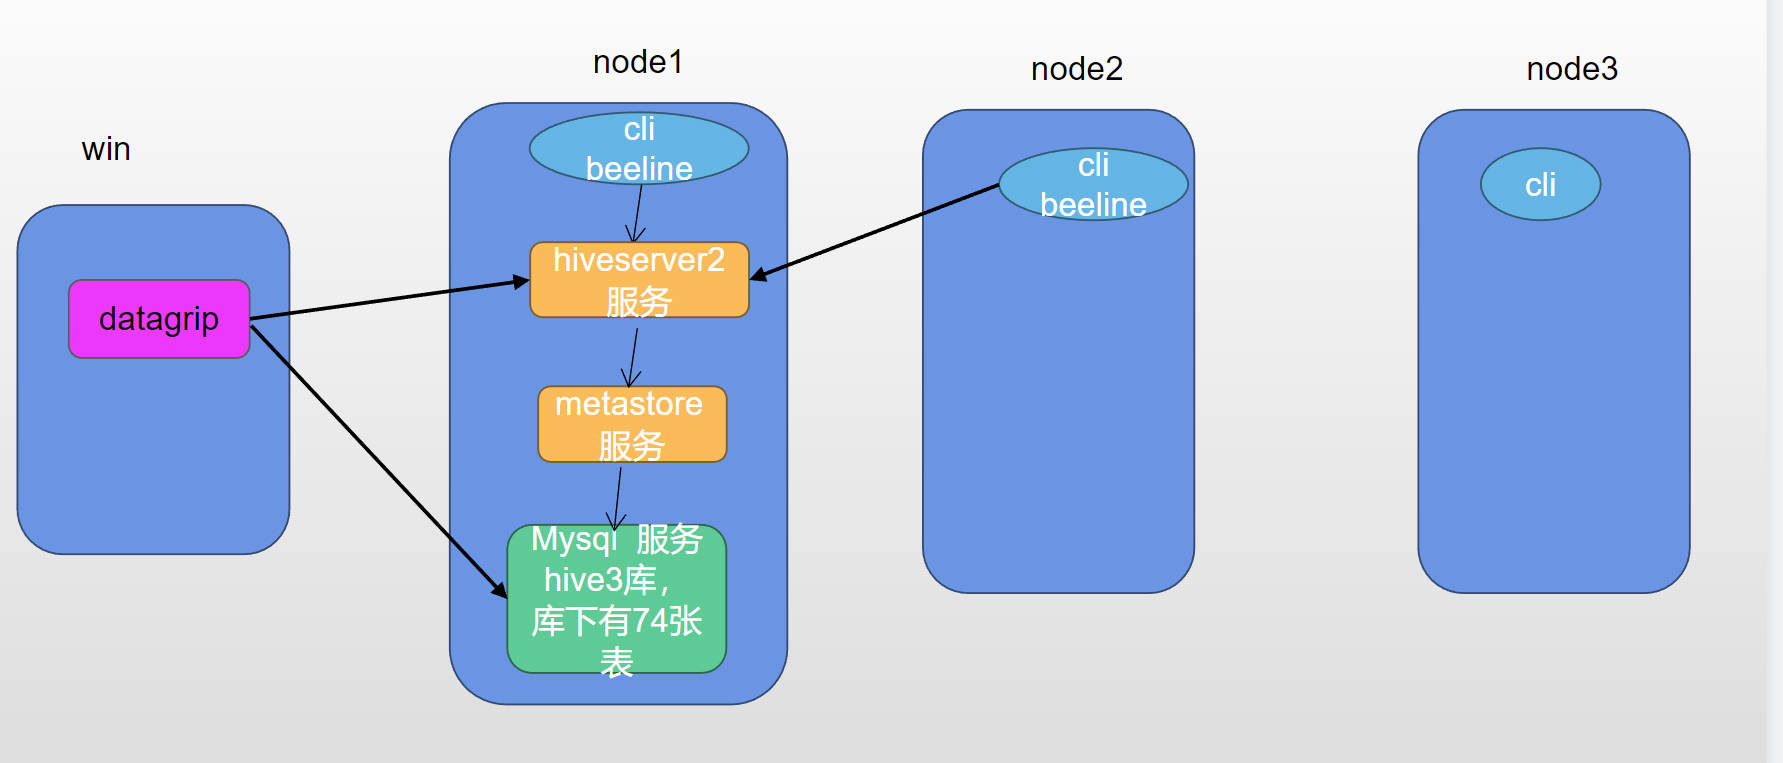 win
datagrip
node1
cli
beeline
hiveserver2
服务
metastore
服务
Mysql 服务
hive3库，
库下有74张
表
node2
cli
beeline
node3
cli